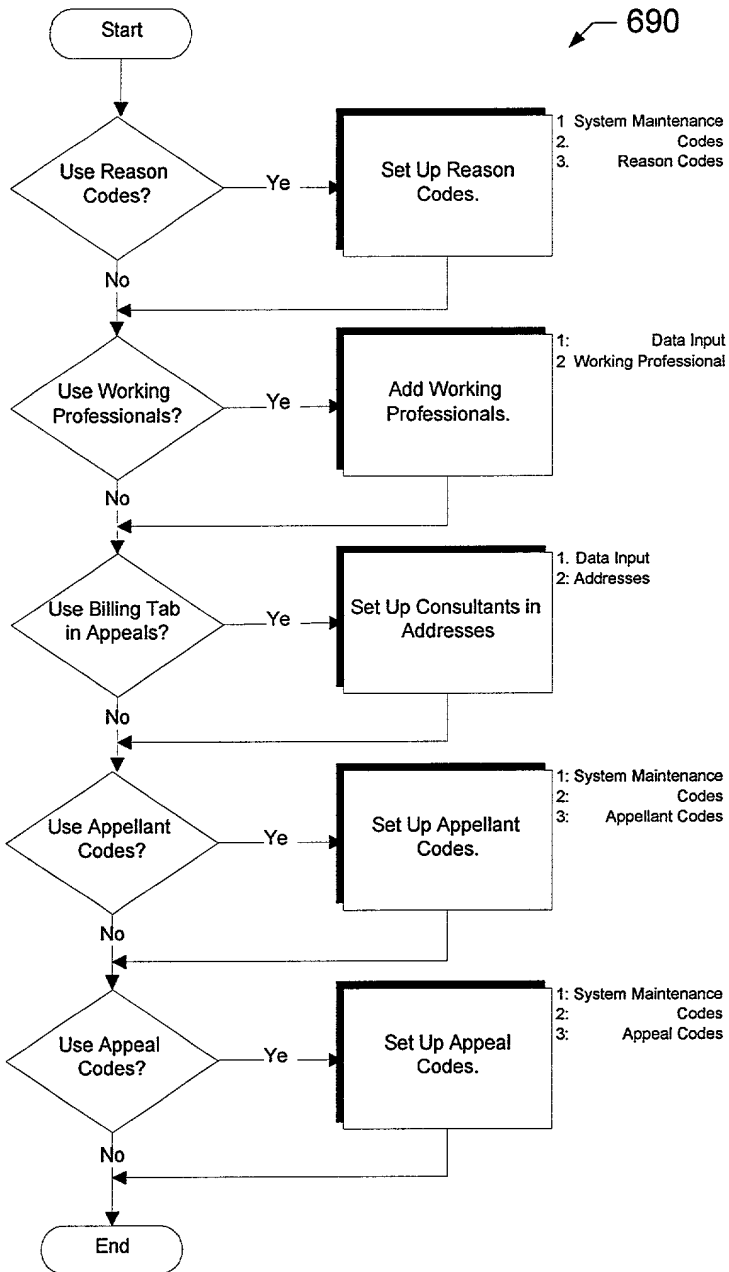 690
Start
Use Reason
Codes?
Ye
Set Up Reason
Codes.
1 System Maintenance
2. Codes
3. Reason Codes
No
Use Working
Professionals?
Ye
Add Working
Professionals.
1: Data Input
2 Working Professional
No
Use Billing Tab
in Appeals?
Ye
Set Up Consultants in
Addresses
1. Data Input
2: Addresses
No
Use Appellant
Codes?
Ye
Set Up Appellant
Codes.
1: System Maintenance
2: Codes
3: Appellant Codes
No
Use Appeal
Codes?
Ye
Set Up Appeal
Codes.
1: System Maintenance
2: Codes
3: Appeal Codes
No
End